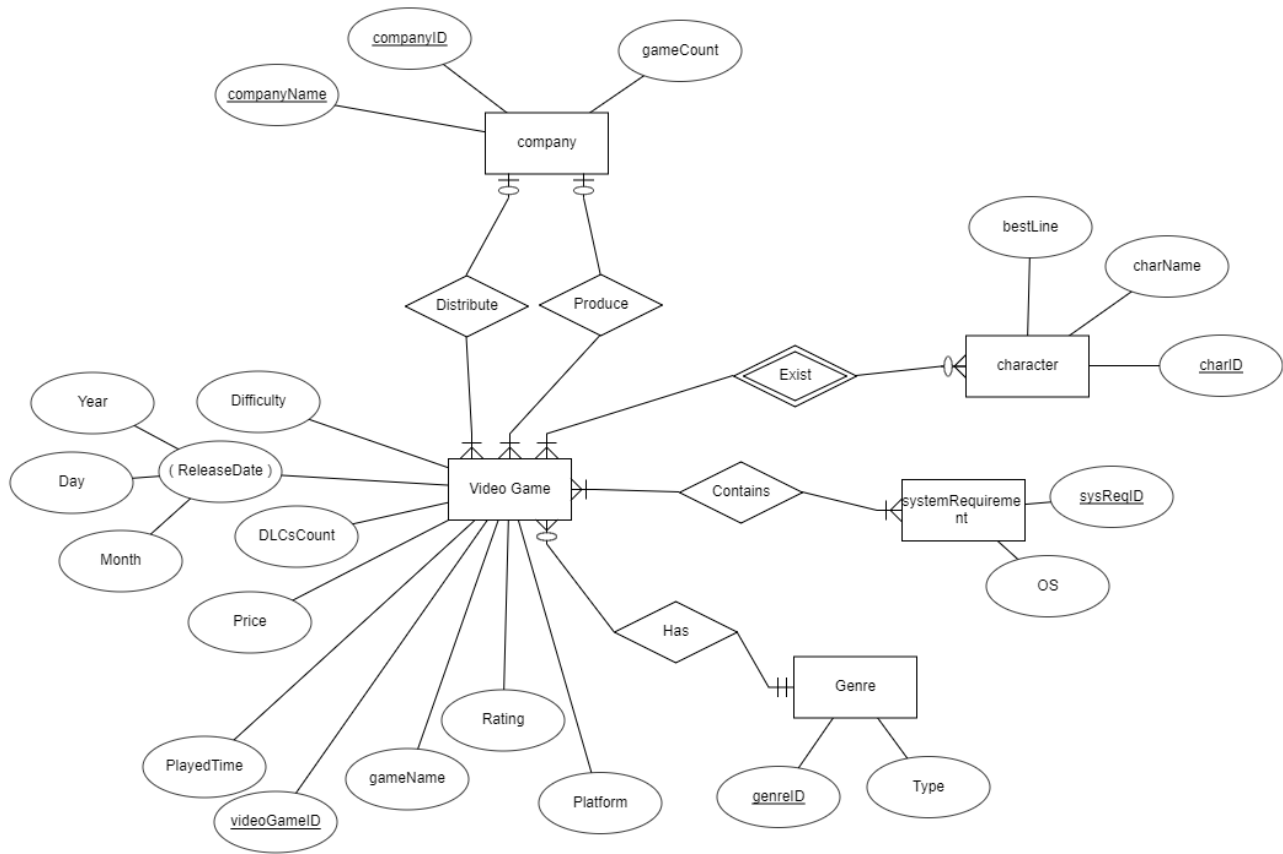 companyID
gameCount
companyName
company
bestLine
charName
Distribute
Produce
Exist
character
charID
Year
Difficulty
( ReleaseDate )
Day
Video Game
Contains
systemRequireme
nt
sysReqID
DLCsCount
Month
OS
Price
Has
Genre
Rating
PlayedTime
gameName
Type
Platform
genreID
videoGameID